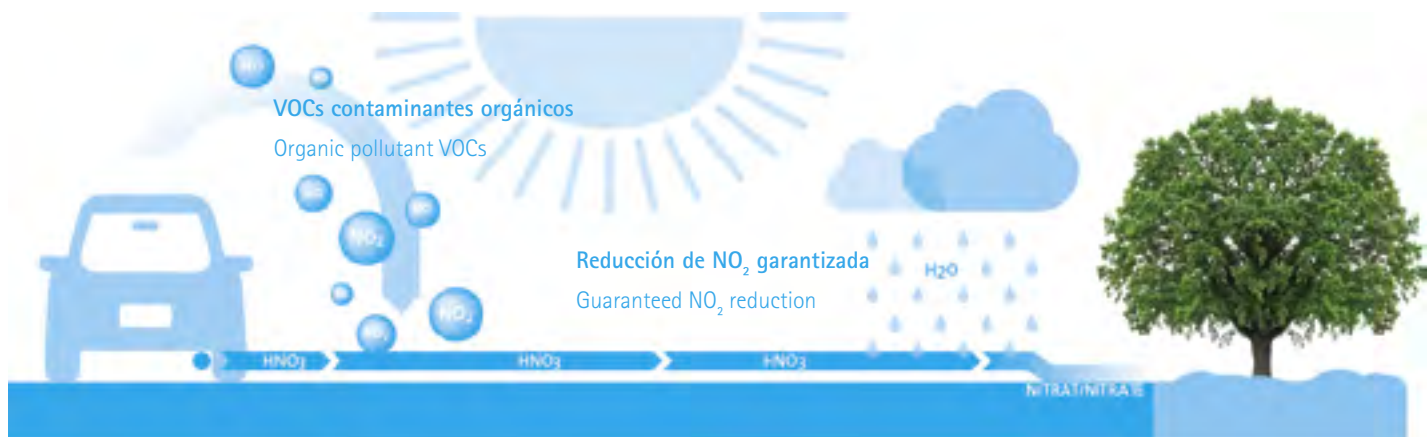 VOCs contaminantes orgánicos
Organic pollutant VOCs
NO₂
Reducción de NO₂ garantizada
Guaranteed NO₂ reduction
H2O
NO₂
HNO3
HNO3
HNO3
NITRAT/NITRATE